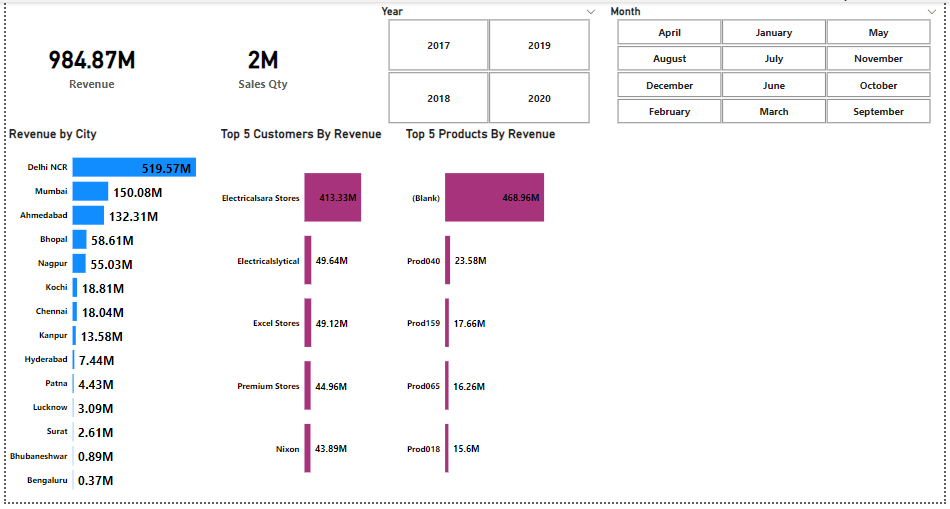 Year
Month
2017
2019
2018
2020
April
January
May
August
July
November
December
June
October
February
March
September
984.87M
Revenue
2M
Sales Qty
Revenue by City
Delhi NCR 519.57M
Mumbai 150.08M
Ahmedabad 132.31M
Bhopal 58.61M
Nagpur 55.03M
Kochi 18.81M
Chennai 18.04M
Kanpur 13.58M
Hyderabad 7.44M
Patna 4.43M
Lucknow 3.09M
Surat 2.61M
Bhubaneshwar 0.89M
Bengaluru 0.37M
Top 5 Customers By Revenue
Electricalsara Stores 413.33M
Electricalslytical 49.64M
Excel Stores 49.12M
Premium Stores 44.96M
Nixon 43.89M
Top 5 Products By Revenue
(Blank) 468.96M
Prod040 23.58M
Prod159 17.66M
Prod065 16.26M
Prod018 15.6M